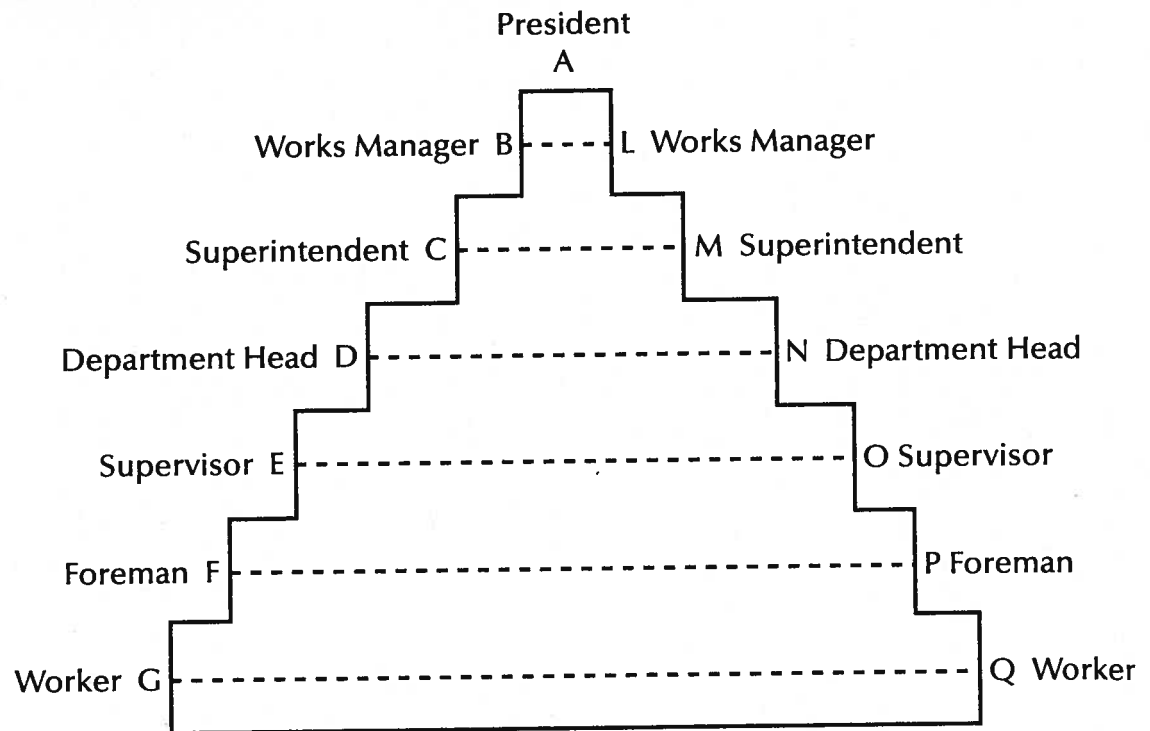 President
A
Works Manager B L Works Manager
Superintendent C M Superintendent
Department Head D N Department Head
Supervisor E O Supervisor
Foreman F P Foreman
Worker G Q Worker